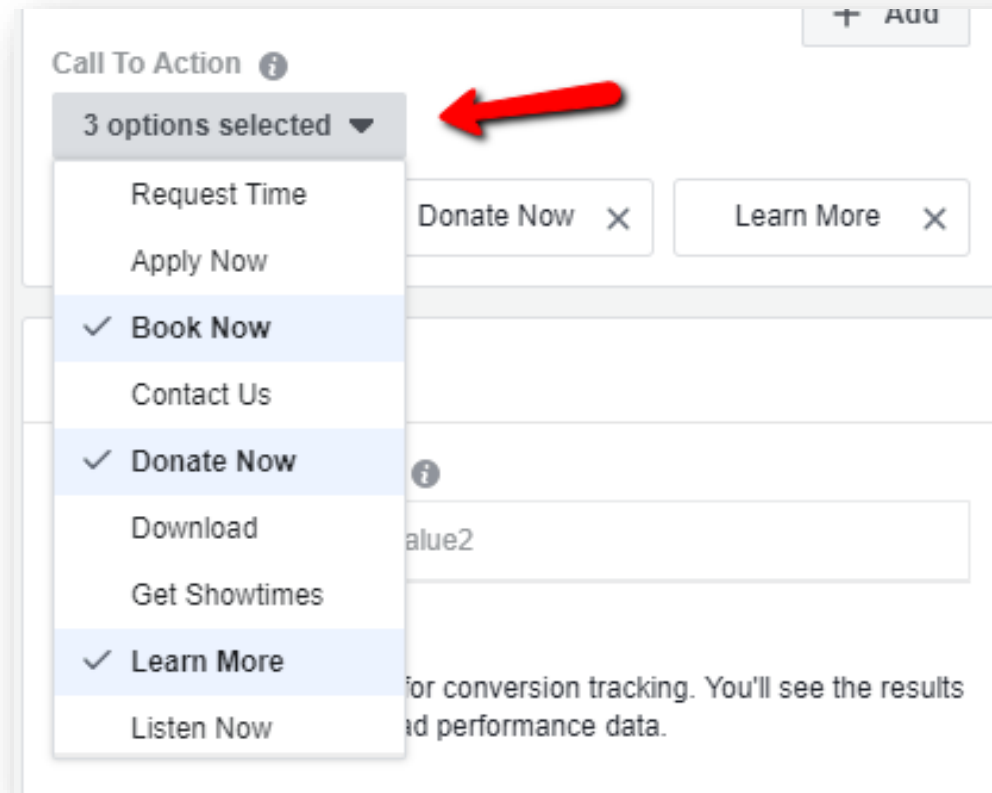 + Add
Call To Action
3 options selected
Request Time
Donate Now
Learn More
Apply Now
Book Now
Contact Us
Donate Now
Download
alue2
Get Showtimes
Learn More
for conversion tracking. You'll see the results
Listen Now
ad performance data.